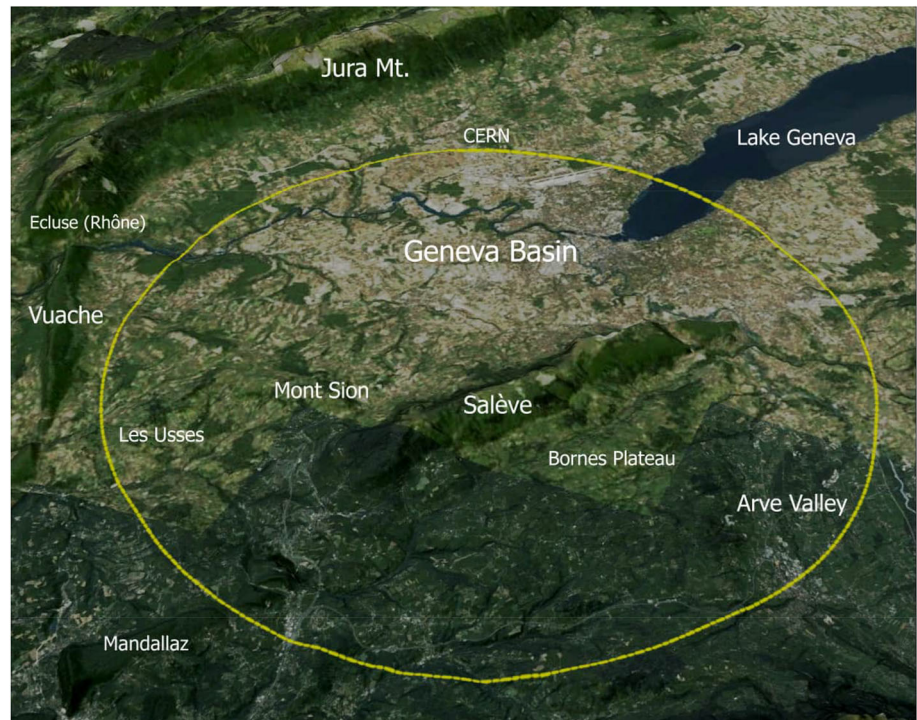 Jura Mt.
CERN
Lake Geneva
Ecluse (Rhône)
Geneva Basin
Vuache
Mont Sion
Salève
Les Usses
Bornes Plateau
Arve Valley
Mandallaz